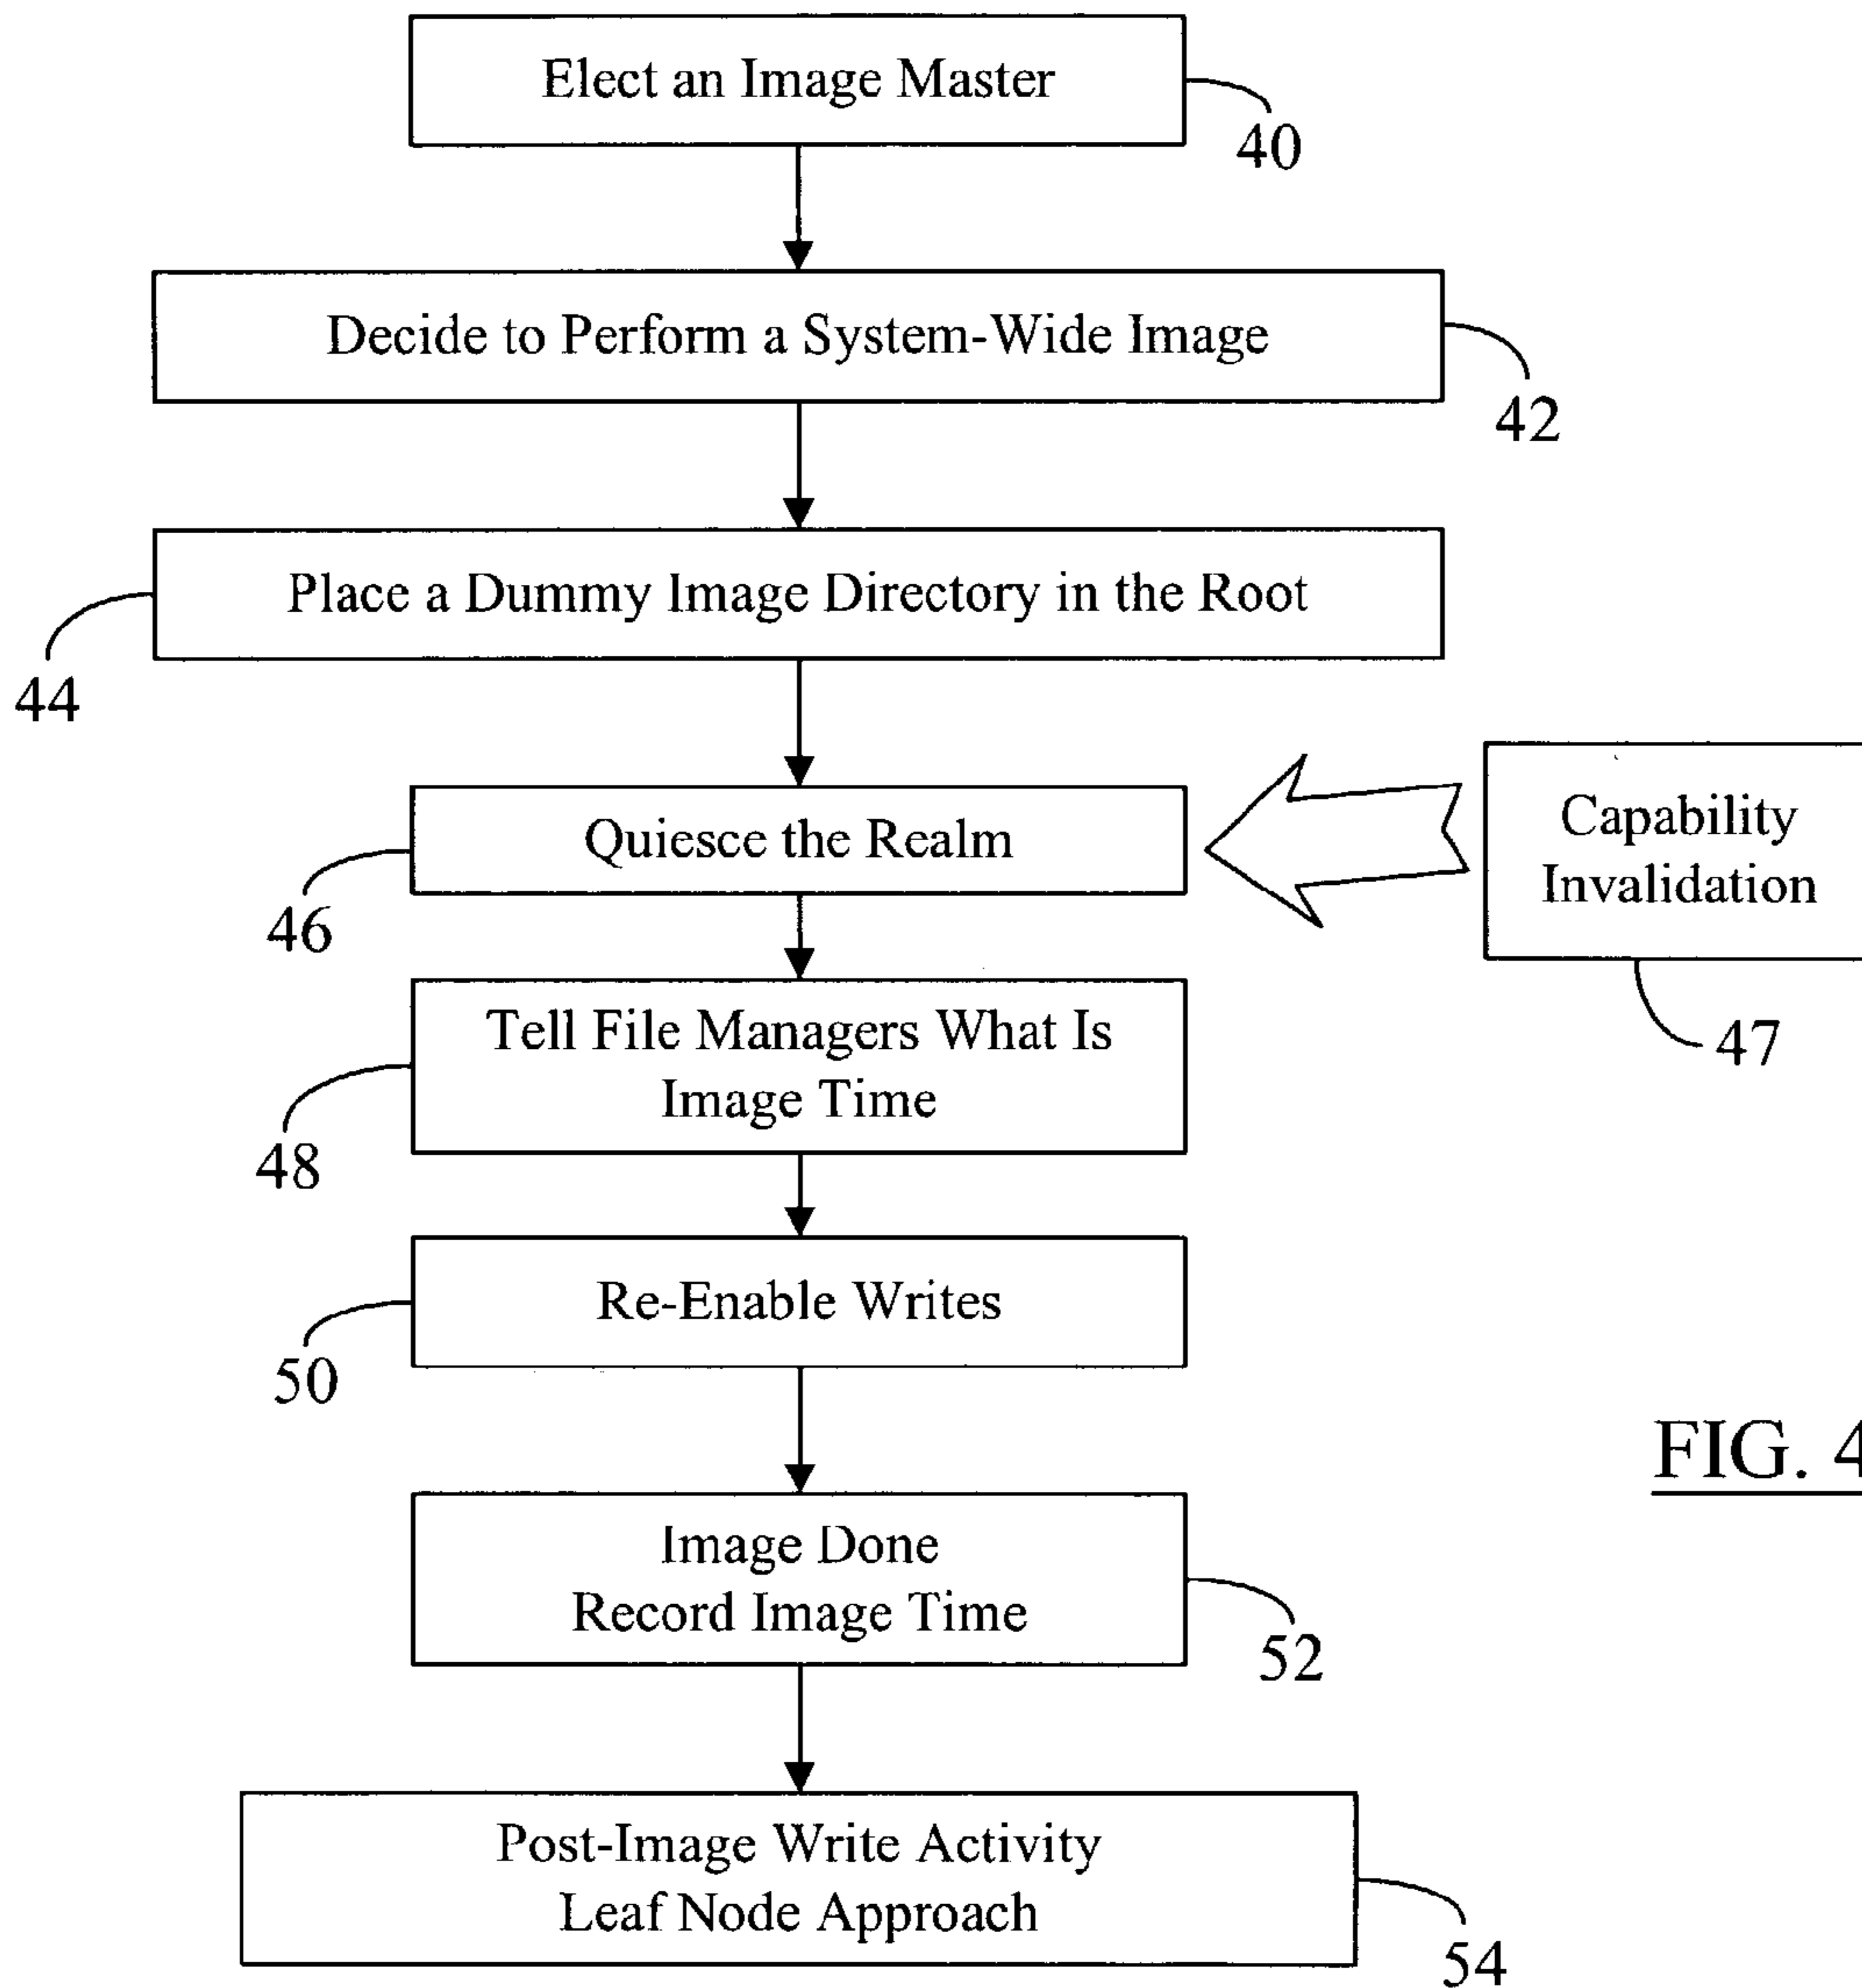 Elect an Image Master
40
Decide to Perform a System-Wide Image
42
Place a Dummy Image Directory in the Root
44
Quiesce the Realm
46
Capability
Invalidation
47
Tell File Managers What Is
Image Time
48
Re-Enable Writes
50
FIG. 4
Image Done
Record Image Time
52
Post-Image Write Activity
Leaf Node Approach
54